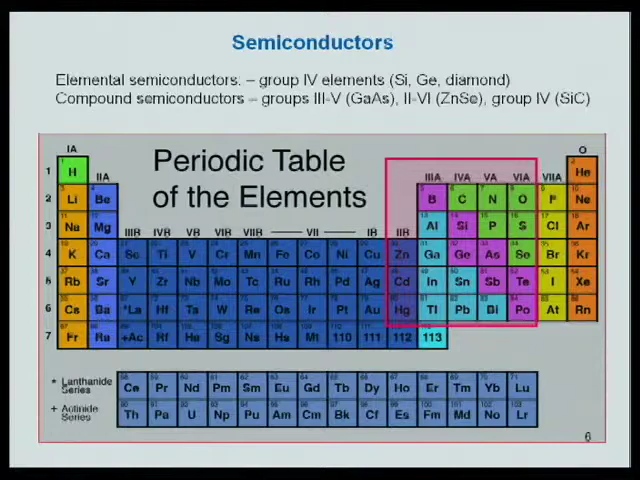 Semiconductors
Elemental semiconductors. – group IV elements (Si, Ge, diamond)
Compound semiconductors – groups III-V (GaAs), II-VI (ZnSe), group IV (SiC)
Periodic Table
of the Elements
IA IIA IIIB IVB VB VIB VIIB VII IB IIB IIIA IVA VA VIA VIIA O
1 H He
2 Li Be B C N O F Ne
3 Na Mg Al Si P S Cl Ar
4 K Ca Sc Ti V Cr Mn Fe Co Ni Cu Zn Ga Ge As Se Br Kr
5 Rb Sr Y Zr Nb Mo Tc Ru Rh Pd Ag Cd In Sn Sb Te I Xe
6 Cs Ba *La Hf Ta W Re Os Ir Pt Au Hg Tl Pb Bi Po At Rn
7 Fr Ra +Ac Rf Ha Sg Ns Hs Mt 110 111 112 113
* Lanthanide Series Ce Pr Nd Pm Sm Eu Gd Tb Dy Ho Er Tm Yb Lu
+ Actinide Series Th Pa U Np Pu Am Cm Bk Cf Es Fm Md No Lr
6